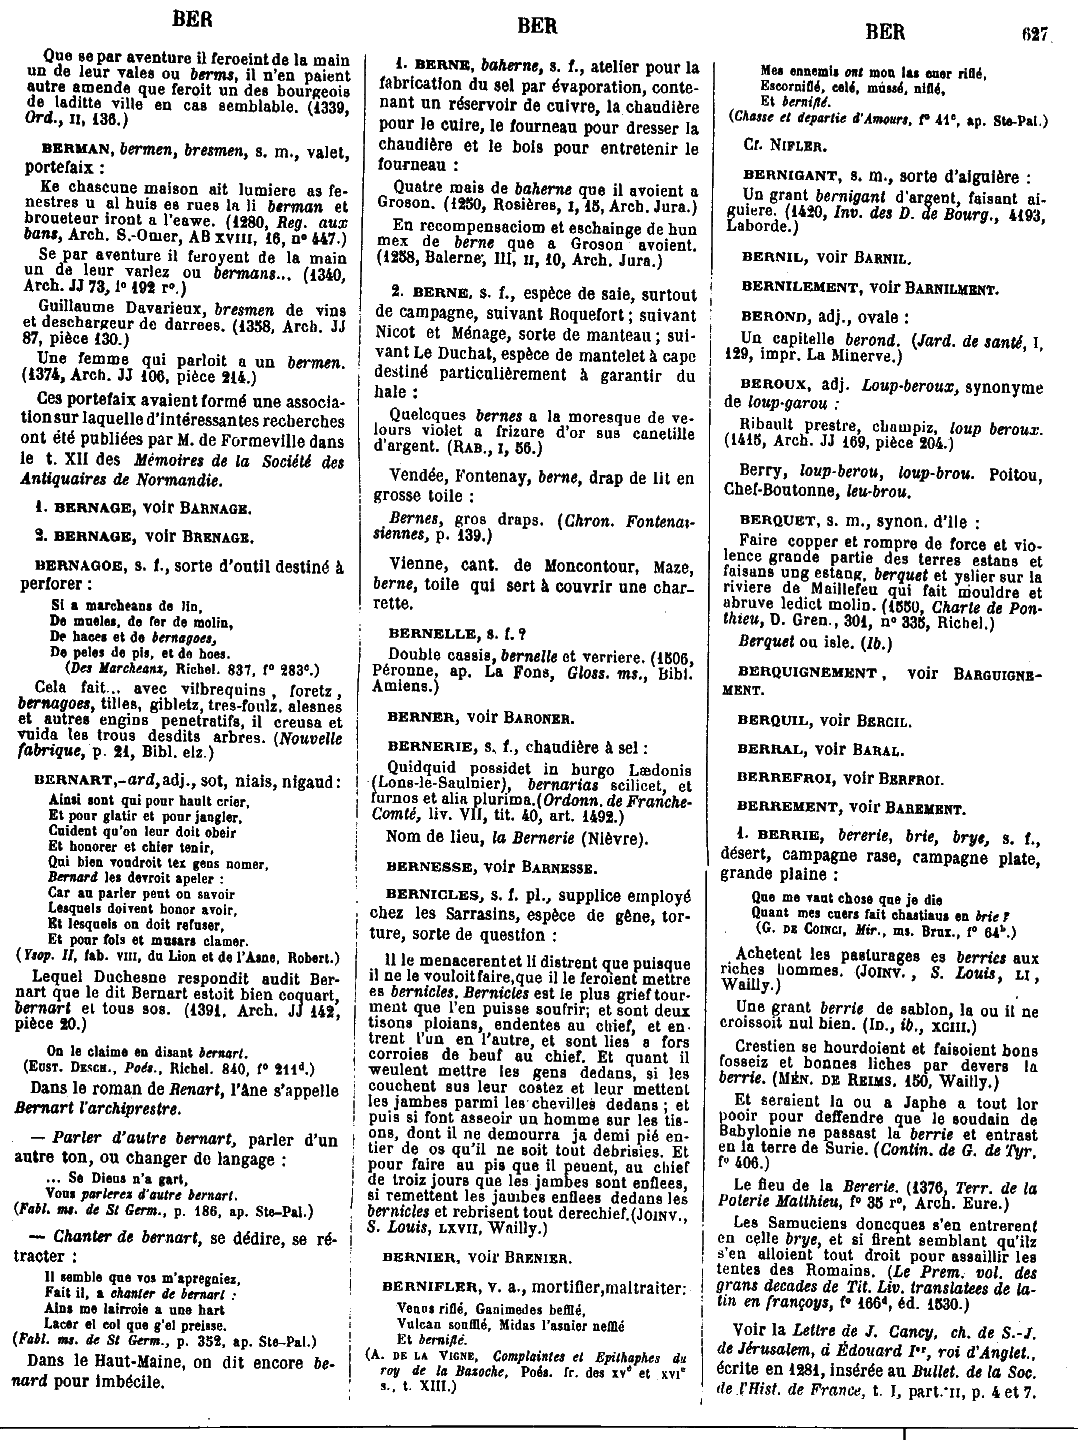 BER
BER
BER
627
Que se par aventure il feroeint de la main
un de leur vales ou berms, il n'en paient
autre amende que feroit un des bourgeois
de laditte ville en cas semblable. (1339,
Ord., II, 136.)
BERMAN, bermen, bresmen, s. m., valet,
portefaix :
Ke chascune maison ait lumiere as fe-
nestres u al huis es rues la li berman et
broueteur iront a l'eawe. (1280, Reg. aux
bans, Arch. S.-Omer, AB XVIII, 16, n° 447.)
Se par aventure il feroyent de la main
un de leur varlez ou bermans... (1340,
Arch. JJ 73, f° 192 r°.)
Guillaume Davarieux, bresmen de vins
et deschargeur de darrees. (1358, Arch. JJ
87, pièce 130.)
Une femme qui parloit a un bermen.
(1374, Arch. JJ 106, pièce 214.)
Ces portefaix avaient formé une associa-
tion sur laquelle d'intéressantes recherches
ont été publiées par M. de Formeville dans
le t. XII des Mémoires de la Société des
Antiquaires de Normandie.
1. BERNAGE, voir BARNAGE.
2. BERNAGE, voir BRENAGE.
BERNAGOE, s. f., sorte d'outil destiné à
perforer :
Si a marcheans de lin,
De mueles, de fer de molin,
De haces et de bernagoes,
De peles de pis, et de hoes.
(Des Marcheanz, Richel. 837, f° 283c.)
Cela fait... avec vilbrequins, foretz,
bernagoes, tilles, gibletz, tres-foulz, alesnes
et autres engins penetratifs, il creusa et
vuida les trous desdits arbres. (Nouvelle
fabrique, p. 21, Bibl. elz.)
BERNART, -ard, adj., sot, niais, nigaud :
Ainsi sont qui pour hault crier,
Et pour glatir et pour jangler,
Cuident qu'on leur doit obeir
Et honorer et chier tenir,
Qui bien voudroit tex gens nomer,
Bernard les devroit apeler :
Car au parler peut on savoir
Lesquels doivent honor avoir,
Et lesquels on doit refuser,
Et pour fols et musars clamer.
(Ysop. II, fab. VIII, du Lion et de l'Asne, Robert.)
Lequel Duchesne respondit audit Ber-
nart que le dit Bernart estoit bien coquart,
bernart et tous sos. (1391, Arch. JJ 142,
pièce 20.)
On le claime en disant bernart.
(EUST. DESCH., Poés., Richel. 840, f° 211d.)
Dans le roman de Renart, l'âne s'appelle
Bernart l'archiprestre.
— Parler d'autre bernart, parler d'un
autre ton, ou changer de langage :
... Se Dieus n'a gart,
Vous parlerez d'autre bernart.
(Fabl. ms. de St Germ., p. 186, ap. Ste-Pal.)
— Chanter de bernart, se dédire, se ré-
tracter :
Il semble que vos m'apregniez,
Fait il, a chanter de bernart :
Ains me lairroie a une hart
Lacer el col que g'el preisse.
(Fabl. ms. de St Germ., p. 352, ap. Ste-Pal.)
Dans le Haut-Maine, on dit encore be-
nard pour imbécile.
1. BERNE, baherne, s. f., atelier pour la
fabrication du sel par évaporation, conte-
nant un réservoir de cuivre, la chaudière
pour le cuire, le fourneau pour dresser la
chaudière et le bois pour entretenir le
fourneau :
Quatre mais de baherne que il avoient a
Groson. (1250, Rosières, I, 15, Arch. Jura.)
En recompensaciom et eschainge de hun
mex de berne que a Groson avoient.
(1258, Balerne, III, II, 10, Arch. Jura.)
2. BERNE, s. f., espèce de saie, surtout
de campagne, suivant Roquefort ; suivant
Nicot et Ménage, sorte de manteau ; sui-
vant Le Duchat, espèce de mantelet à cape
destiné particulièrement à garantir du
hale :
Quelcques bernes a la moresque de ve-
lours violet a frizure d'or sus canetille
d'argent. (RAB., I, 56.)
Vendée, Fontenay, berne, drap de lit en
grosse toile :
Bernes, gros draps. (Chron. Fontenai-
siennes, p. 139.)
Vienne, cant. de Moncontour, Maze,
berne, toile qui sert à couvrir une char-
rette.
BERNELLE, s. f. ?
Double cassis, bernelle et verriere. (1506,
Péronne, ap. La Fons, Gloss. ms., Bibl.
Amiens.)
BERNER, voir BARONER.
BERNERIE, s. f., chaudière à sel :
Quidquid possidet in burgo Lædonis
(Lons-le-Saulnier), bernarias scilicet, et
furnos et alia plurima. (Ordonn. de Franche-
Comté, liv. VII, tit. 40, art. 1492.)
Nom de lieu, la Bernerie (Nièvre).
BERNESSE, voir BARNESSE.
BERNICLES, s. f. pl., supplice employé
chez les Sarrasins, espèce de gêne, tor-
ture, sorte de question :
Il le menacerent et li distrent que puisque
il ne le vouloit faire, que il le feroient mettre
es bernicles. Bernicles est le plus grief tour-
ment que l'en puisse soufrir; et sont deux
tisons ploians, endentes au chief, et en-
trent l'un en l'autre, et sont lies a fors
corroies de beuf au chief. Et quant il
weulent mettre les gens dedans, si les
couchent sus leur costez et leur mettent
les jambes parmi les chevilles dedans ; et
puis si font asseoir un homme sur les tis-
ons, dont il ne demourra ja demi pié en-
tier de os qu'il ne soit tout debrisies. Et
pour faire au pis que il peuent, au chief
de troiz jours que les jambes sont enflees,
si remettent les jambes enflees dedans les
bernicles et rebrisent tout derechief. (JOINV.,
S. Louis, LXVII, Wailly.)
BERNIER, voir BRENIER.
BERNIFLER, v. a., mortifier, maltraiter :
Venus riflé, Ganimedes befflé,
Vulcan soufflé, Midas l'asnier nefflé
Et berniflé.
(A. DE LA VIGNE, Complaintes et Epithaphes du
roy de la Bazoche, Poés. fr. des XVe et XVIe
s., t. XIII.)
Mes ennemis ont mon las cuer riflé,
Escorniflé, celé, mussé, niflé,
Et berniflé.
(Chasse et departie d'Amours, f° 41c, ap. Ste-Pal.)
Cf. NIFLER.
BERNIGANT, s. m., sorte d'aiguière :
Un grant bernigant d'argent, faisant ai-
guiere. (1420, Inv. des D. de Bourg., 4193,
Laborde.)
BERNIL, voir BARNIL.
BERNILEMENT, voir BARNILMENT.
BEROND, adj., ovale :
Un capitelle berond. (Jard. de santé, I,
129, impr. La Minerve.)
BEROUX, adj. Loup-beroux, synonyme
de loup-garou :
Ribault prestre, champiz, loup beroux.
(1415, Arch. JJ 169, pièce 204.)
Berry, loup-berou, loup-brou. Poitou,
Chef-Boutonne, leu-brou.
BERQUET, s. m., synon. d'île :
Faire copper et rompre de force et vio-
lence grande partie des terres estans et
faisans ung estang, berquet et yslier sur la
riviere de Maillefeu qui fait mouldre et
abruve ledict molin. (1550, Charte de Pon-
thieu, D. Gren., 301, n° 335, Richel.)
Berquet ou isle. (Ib.)
BERQUIGNEMENT, voir BARGUIGNE-
MENT.
BERQUIL, voir BERCIL.
BERRAL, voir BARAL.
BERREFROI, voir BERFROI.
BERREMENT, voir BAREMENT.
1. BERRIE, bererie, brie, brye, s. f.,
désert, campagne rase, campagne plate,
grande plaine :
Que me vaut chose que je die
Quant mes cuers fait chastiaus en brie ?
(G. DE COINCI, Mir., ms. Brux., f° 64b.)
Achetent les pasturages es berries aux
riches hommes. (JOINV., S. Louis, LI,
Wailly.)
Une grant berrie de sablon, la ou il ne
croissoit nul bien. (ID., ib., XCIII.)
Crestien se hourdoient et faisoient bons
fosseiz et bonnes liches par devers la
berrie. (MÉN. DE REIMS, 150, Wailly.)
Et seraient la ou a Japhe a tout lor
pooir pour deffendre que le soudain de
Babylonie ne passast la berrie et entrast
en la terre de Surie. (Contin. de G. de Tyr,
f° 406.)
Le fieu de la Bererie. (1376, Terr. de la
Poterie Matthieu, f° 35 r°, Arch. Eure.)
Les Samuciens doncques s'en entrerent
en celle brye, et si firent semblant qu'ilz
s'en alloient tout droit pour assaillir les
tentes des Romains. (Le Prem. vol. des
grans decades de Tit. Liv. translatees de la-
tin en françoys, f° 166d, éd. 1530.)
Voir la Lettre de J. Cancy, ch. de S.-J.
de Jérusalem, à Édouard Ier, roi d'Anglet.,
écrite en 1281, insérée au Bullet. de la Soc.
de l'Hist. de France, t. I, part. II, p. 4 et 7.